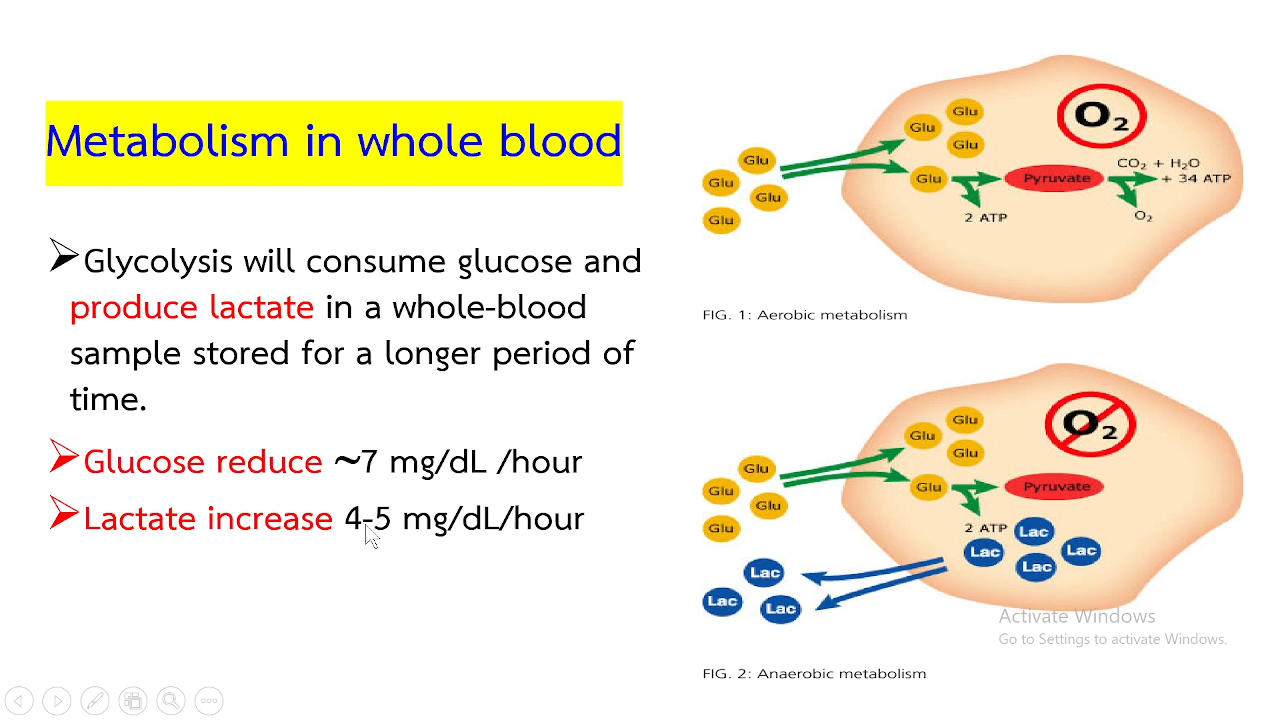 Metabolism in whole blood
➢Glycolysis will consume glucose and
produce lactate in a whole-blood
sample stored for a longer period of
time.
➢Glucose reduce ~7 mg/dL /hour
➢Lactate increase 4-5 mg/dL/hour
O₂
Glu
Glu
Glu
Glu
Glu
Glu
Glu
Glu
Pyruvate
CO₂ + H₂O
+ 34 ATP
2 ATP
O₂
FIG. 1: Aerobic metabolism
O₂
Glu
Glu
Glu
Glu
Glu
Glu
Glu
Glu
Pyruvate
2 ATP
Lac
Lac
Lac
Lac
Lac
Lac
Lac
FIG. 2: Anaerobic metabolism
Activate Windows
Go to Settings to activate Windows.